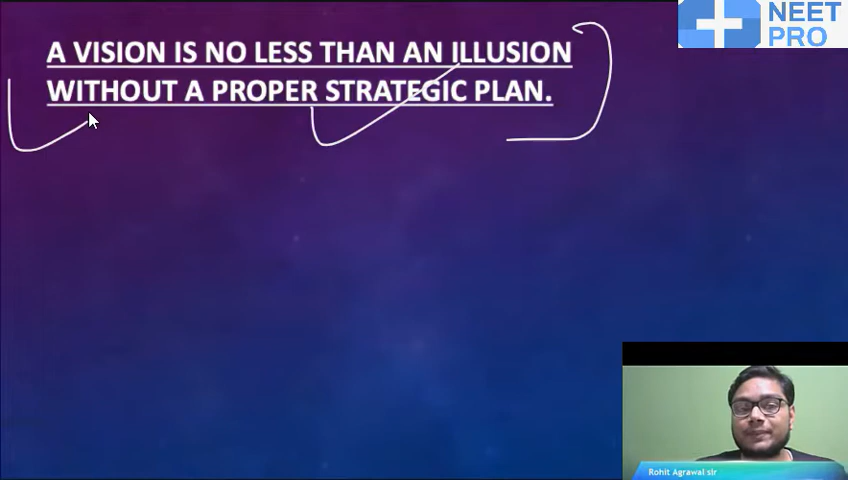 A VISION IS NO LESS THAN AN ILLUSION
WITHOUT A PROPER STRATEGIC PLAN.
NEET
PRO
Rohit Agrawal sir